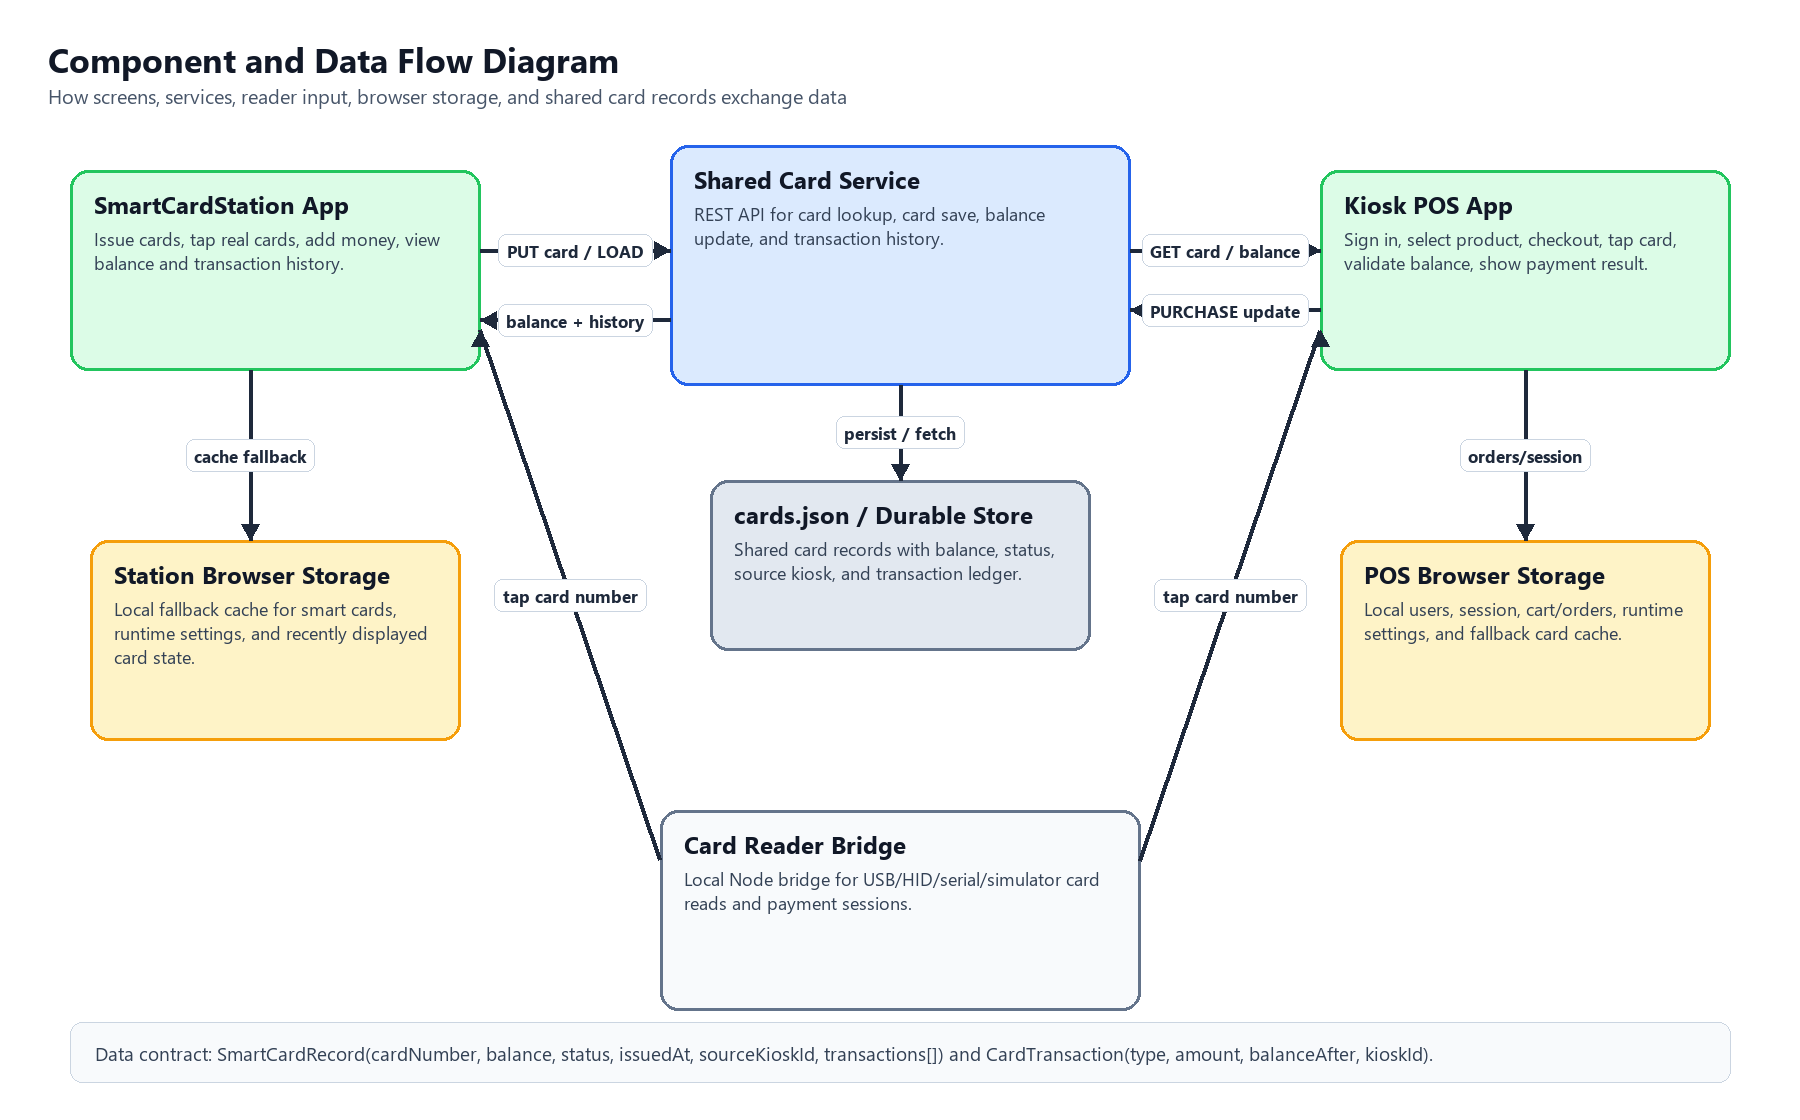 Component and Data Flow Diagram
How screens, services, reader input, browser storage, and shared card records exchange data
SmartCardStation App
Issue cards, tap real cards, add money, view
balance and transaction history.
PUT card / LOAD
balance + history
Shared Card Service
REST API for card lookup, card save, balance
update, and transaction history.
GET card / balance
PURCHASE update
Kiosk POS App
Sign in, select product, checkout, tap card,
validate balance, show payment result.
cache fallback
persist / fetch
orders/session
Station Browser Storage
Local fallback cache for smart cards,
runtime settings, and recently displayed
card state.
tap card number
cards.json / Durable Store
Shared card records with balance, status,
source kiosk, and transaction ledger.
tap card number
POS Browser Storage
Local users, session, cart/orders, runtime
settings, and fallback card cache.
Card Reader Bridge
Local Node bridge for USB/HID/serial/simulator card
reads and payment sessions.
Data contract: SmartCardRecord(cardNumber, balance, status, issuedAt, sourceKioskId, transactions[]) and CardTransaction(type, amount, balanceAfter, kioskId).